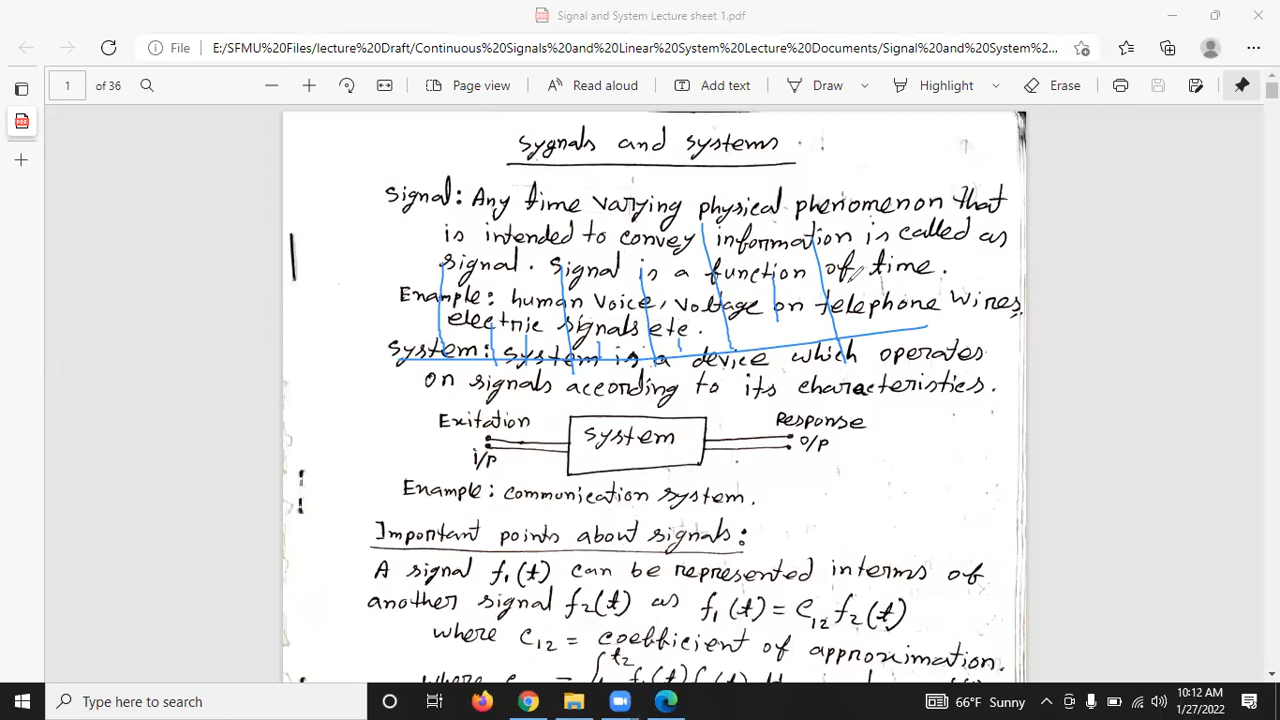 Signal and System Lecture sheet 1.pdf
File E:/SFMU%20Files/lecture%20Draft/Continuous%20Signals%20and%20Linear%20System%20Lecture%20Documents/Signal%20and%20System%2...
1 of 36 Page view Read aloud Add text Draw Highlight Erase
Sygnals and systems
Signal: Any time varying physical phenomenon that
is intended to convey information is called as
signal. Signal is a function of time.
Example: human voice, voltage on telephone wires,
electric signals etc.
System: System is a device which operates
on signals according to its characteristics.
Exitation Response
System
i/p o/p
Example: communication system.
Important points about signals:
A signal f₁(t) can be represented interms of
another signal f₂(t) as f₁(t) = C₁₂ f₂(t)
where C₁₂ = coefficient of approximation.
Type here to search 66°F Sunny 10:12 AM
1/27/2022